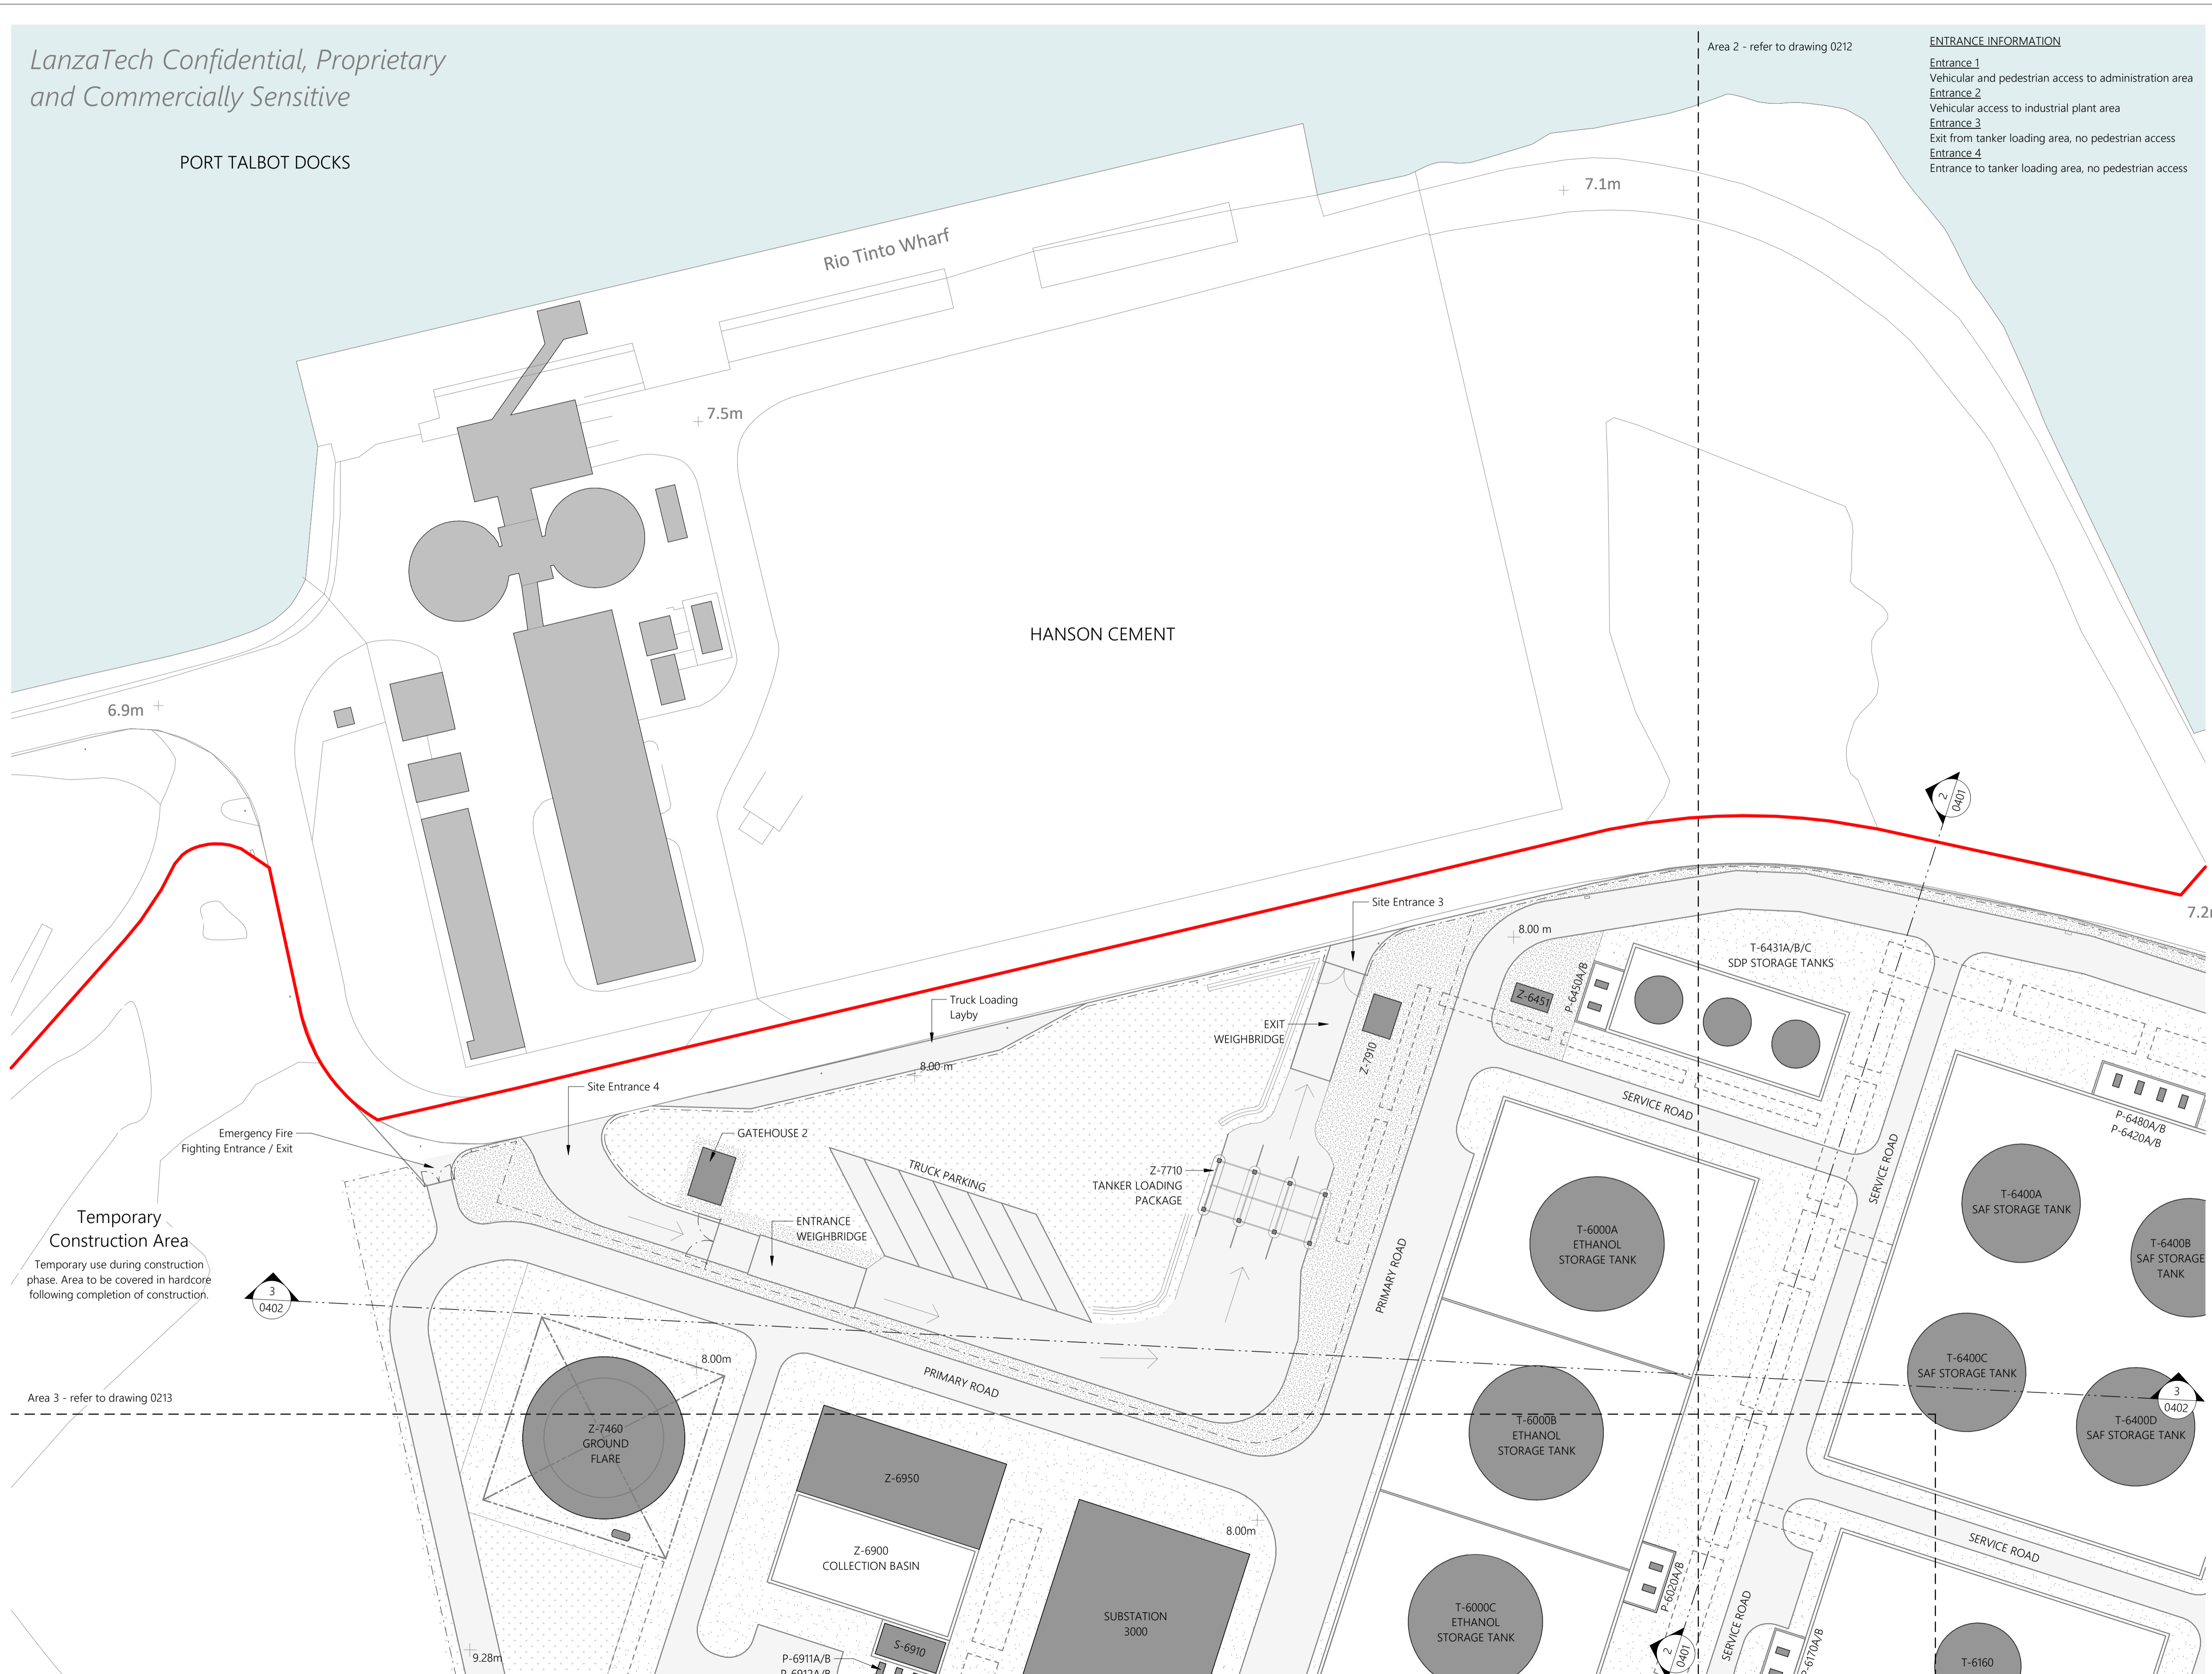 LanzaTech Confidential, Proprietary
and Commercially Sensitive
PORT TALBOT DOCKS
Area 2 - refer to drawing 0212
ENTRANCE INFORMATION
Entrance 1
Vehicular and pedestrian access to administration area
Entrance 2
Vehicular access to industrial plant area
Entrance 3
Exit from tanker loading area, no pedestrian access
Entrance 4
Entrance to tanker loading area, no pedestrian access
7.1m
Rio Tinto Wharf
7.5m
HANSON CEMENT
6.9m
2
0401
Site Entrance 3
7.2
8.00 m
T-6431A/B/C
SDP STORAGE TANKS
P-6450A/B
Z-6451
Truck Loading
Layby
EXIT
WEIGHBRIDGE
Z-7910
8.00 m
Site Entrance 4
SERVICE ROAD
P-6480A/B
P-6420A/B
Emergency Fire
Fighting Entrance / Exit
GATEHOUSE 2
TRUCK PARKING
Z-7710
TANKER LOADING
PACKAGE
SERVICE ROAD
T-6400A
SAF STORAGE TANK
Temporary
Construction Area
Temporary use during construction
phase. Area to be covered in hardcore
following completion of construction.
ENTRANCE
WEIGHBRIDGE
T-6000A
ETHANOL
STORAGE TANK
T-6400B
SAF STORAGE
TANK
PRIMARY ROAD
3
0402
8.00m
PRIMARY ROAD
T-6400C
SAF STORAGE TANK
3
0402
Area 3 - refer to drawing 0213
Z-7460
GROUND
FLARE
T-6000B
ETHANOL
STORAGE TANK
T-6400D
SAF STORAGE TANK
Z-6950
8.00m
Z-6900
COLLECTION BASIN
SERVICE ROAD
P-6020A/B
SUBSTATION
3000
T-6000C
ETHANOL
STORAGE TANK
SERVICE ROAD
2
0401
P-6170A/B
S-6910
9.28m
P-6911A/B
P-6912A/B
T-6160